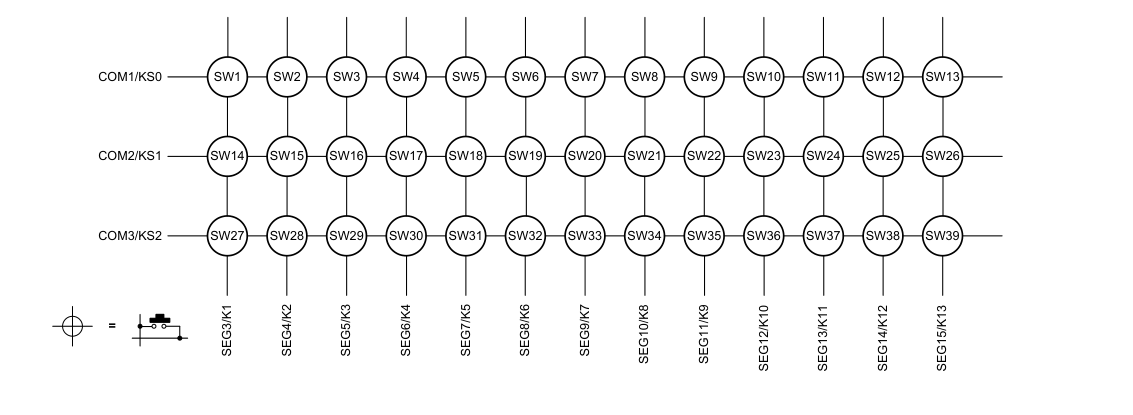 COM1/KS0 SW1 SW2 SW3 SW4 SW5 SW6 SW7 SW8 SW9 SW10 SW11 SW12 SW13
COM2/KS1 SW14 SW15 SW16 SW17 SW18 SW19 SW20 SW21 SW22 SW23 SW24 SW25 SW26
COM3/KS2 SW27 SW28 SW29 SW30 SW31 SW32 SW33 SW34 SW35 SW36 SW37 SW38 SW39
=
SEG3/K1
SEG4/K2
SEG5/K3
SEG6/K4
SEG7/K5
SEG8/K6
SEG9/K7
SEG10/K8
SEG11/K9
SEG12/K10
SEG13/K11
SEG14/K12
SEG15/K13